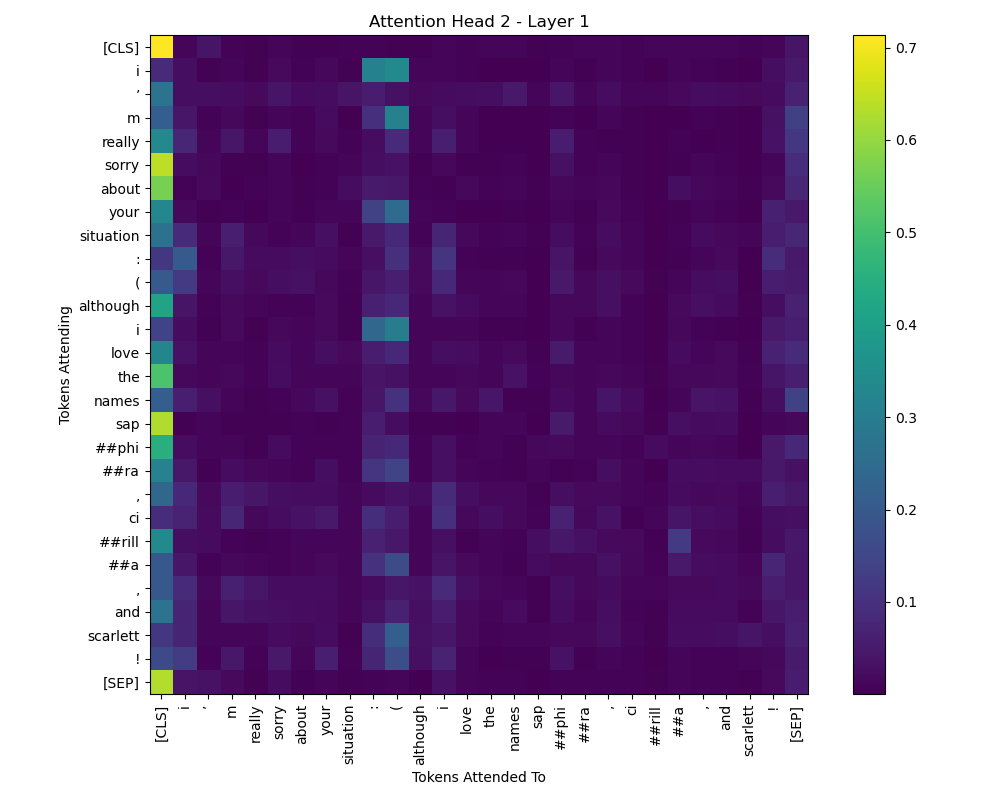 Attention Head 2 - Layer 1
Tokens Attending
[CLS]
i
’
m
really
sorry
about
your
situation
:
(
although
i
love
the
names
sap
##phi
##ra
,
ci
##rill
##a
,
and
scarlett
!
[SEP]
[CLS]
i
’
m
really
sorry
about
your
situation
:
(
although
i
love
the
names
sap
##phi
##ra
,
ci
##rill
##a
,
and
scarlett
!
[SEP]
Tokens Attended To
0.7
0.6
0.5
0.4
0.3
0.2
0.1